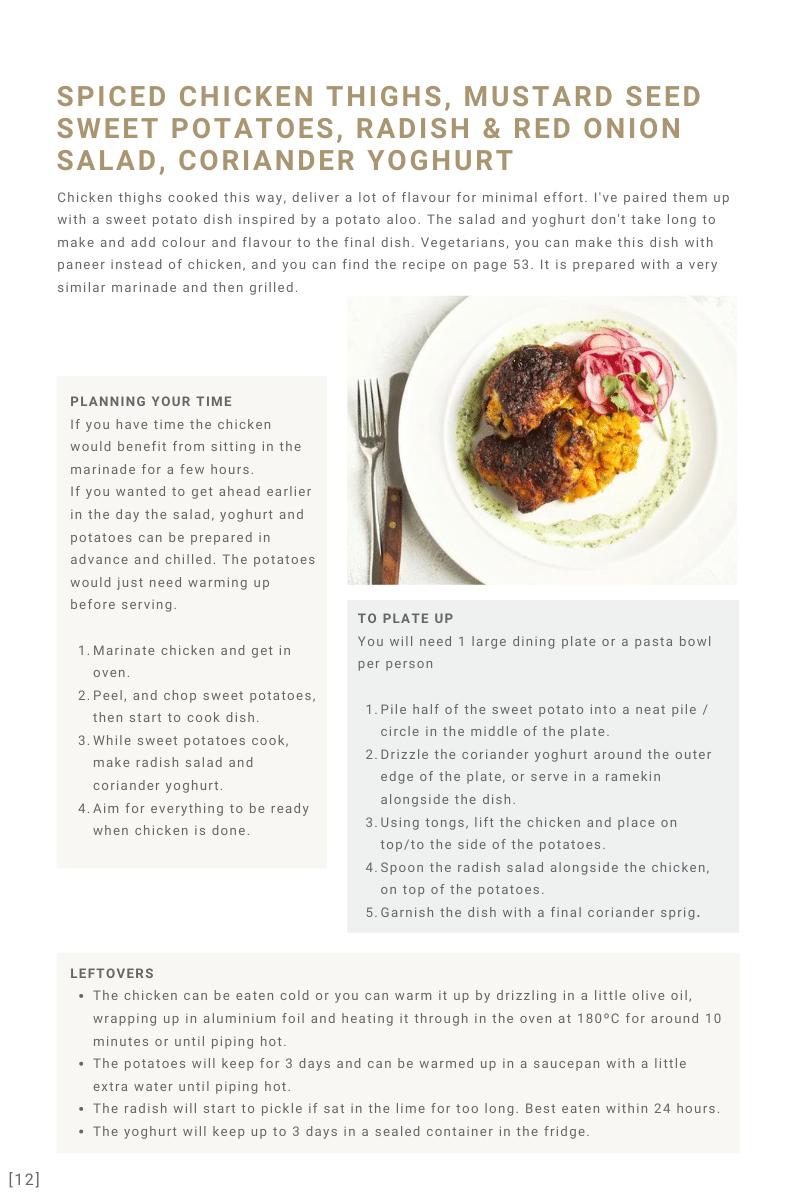 SPICED CHICKEN THIGHS, MUSTARD SEED
SWEET POTATOES, RADISH & RED ONION
SALAD, CORIANDER YOGHURT
Chicken thighs cooked this way, deliver a lot of flavour for minimal effort. I've paired them up
with a sweet potato dish inspired by a potato aloo. The salad and yoghurt don't take long to
make and add colour and flavour to the final dish. Vegetarians, you can make this dish with
paneer instead of chicken, and you can find the recipe on page 53. It is prepared with a very
similar marinade and then grilled.
PLANNING YOUR TIME
If you have time the chicken
would benefit from sitting in the
marinade for a few hours.
If you wanted to get ahead earlier
in the day the salad, yoghurt and
potatoes can be prepared in
advance and chilled. The potatoes
would just need warming up
before serving.
1. Marinate chicken and get in
oven.
2. Peel, and chop sweet potatoes,
then start to cook dish.
3. While sweet potatoes cook,
make radish salad and
coriander yoghurt.
4. Aim for everything to be ready
when chicken is done.
TO PLATE UP
You will need 1 large dining plate or a pasta bowl
per person
1. Pile half of the sweet potato into a neat pile /
circle in the middle of the plate.
2. Drizzle the coriander yoghurt around the outer
edge of the plate, or serve in a ramekin
alongside the dish.
3. Using tongs, lift the chicken and place on
top/to the side of the potatoes.
4. Spoon the radish salad alongside the chicken,
on top of the potatoes.
5. Garnish the dish with a final coriander sprig.
LEFTOVERS
• The chicken can be eaten cold or you can warm it up by drizzling in a little olive oil,
wrapping up in aluminium foil and heating it through in the oven at 180ºC for around 10
minutes or until piping hot.
• The potatoes will keep for 3 days and can be warmed up in a saucepan with a little
extra water until piping hot.
• The radish will start to pickle if sat in the lime for too long. Best eaten within 24 hours.
• The yoghurt will keep up to 3 days in a sealed container in the fridge.
[12]